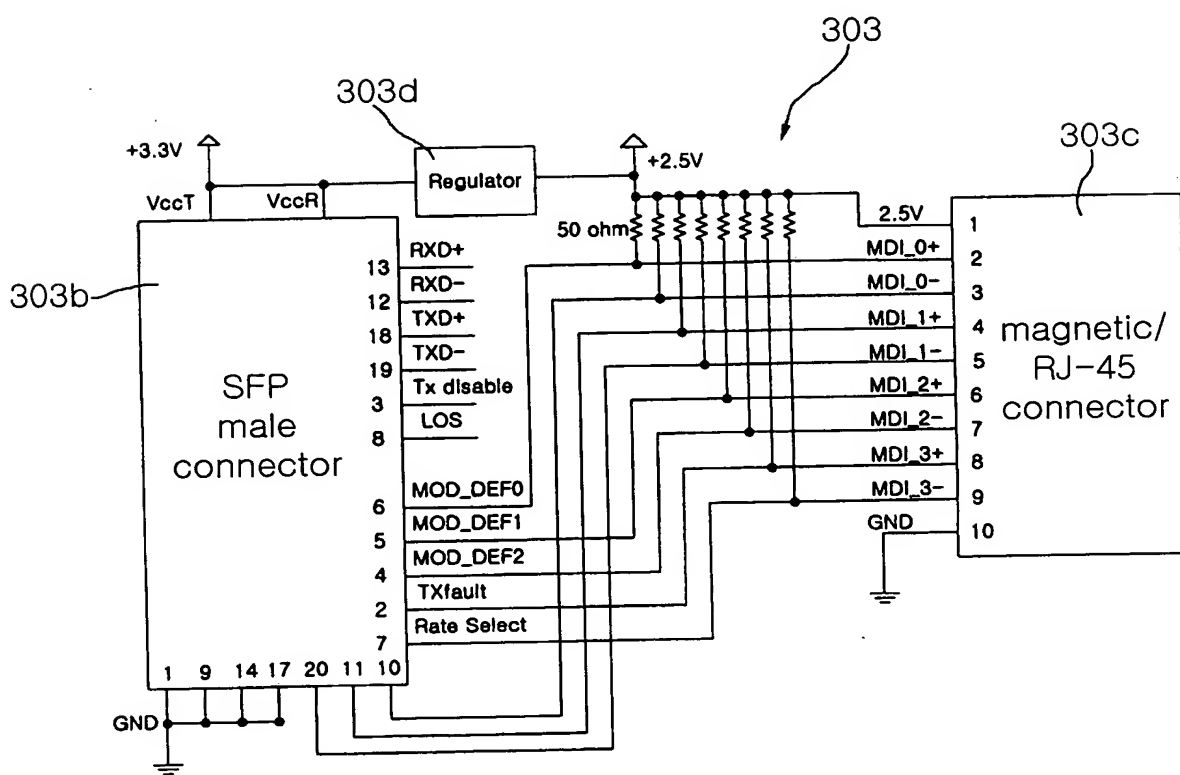 303
303d
303c
+3.3V
Regulator
+2.5V
VccT
VccR
50 ohm
2.5V
1
303b
13
RXD+
12
RXD-
18
TXD+
19
TXD-
3
Tx disable
8
LOS
SFP
male
connector
6
MOD_DEF0
5
MOD_DEF1
4
MOD_DEF2
2
TXfault
7
Rate Select
MDI_0+
2
MDI_0-
3
MDI_1+
4
MDI_1-
5
MDI_2+
6
MDI_2-
7
MDI_3+
8
MDI_3-
9
GND
10
magnetic/
RJ-45
connector
1 9 14 17 20 11 10
GND